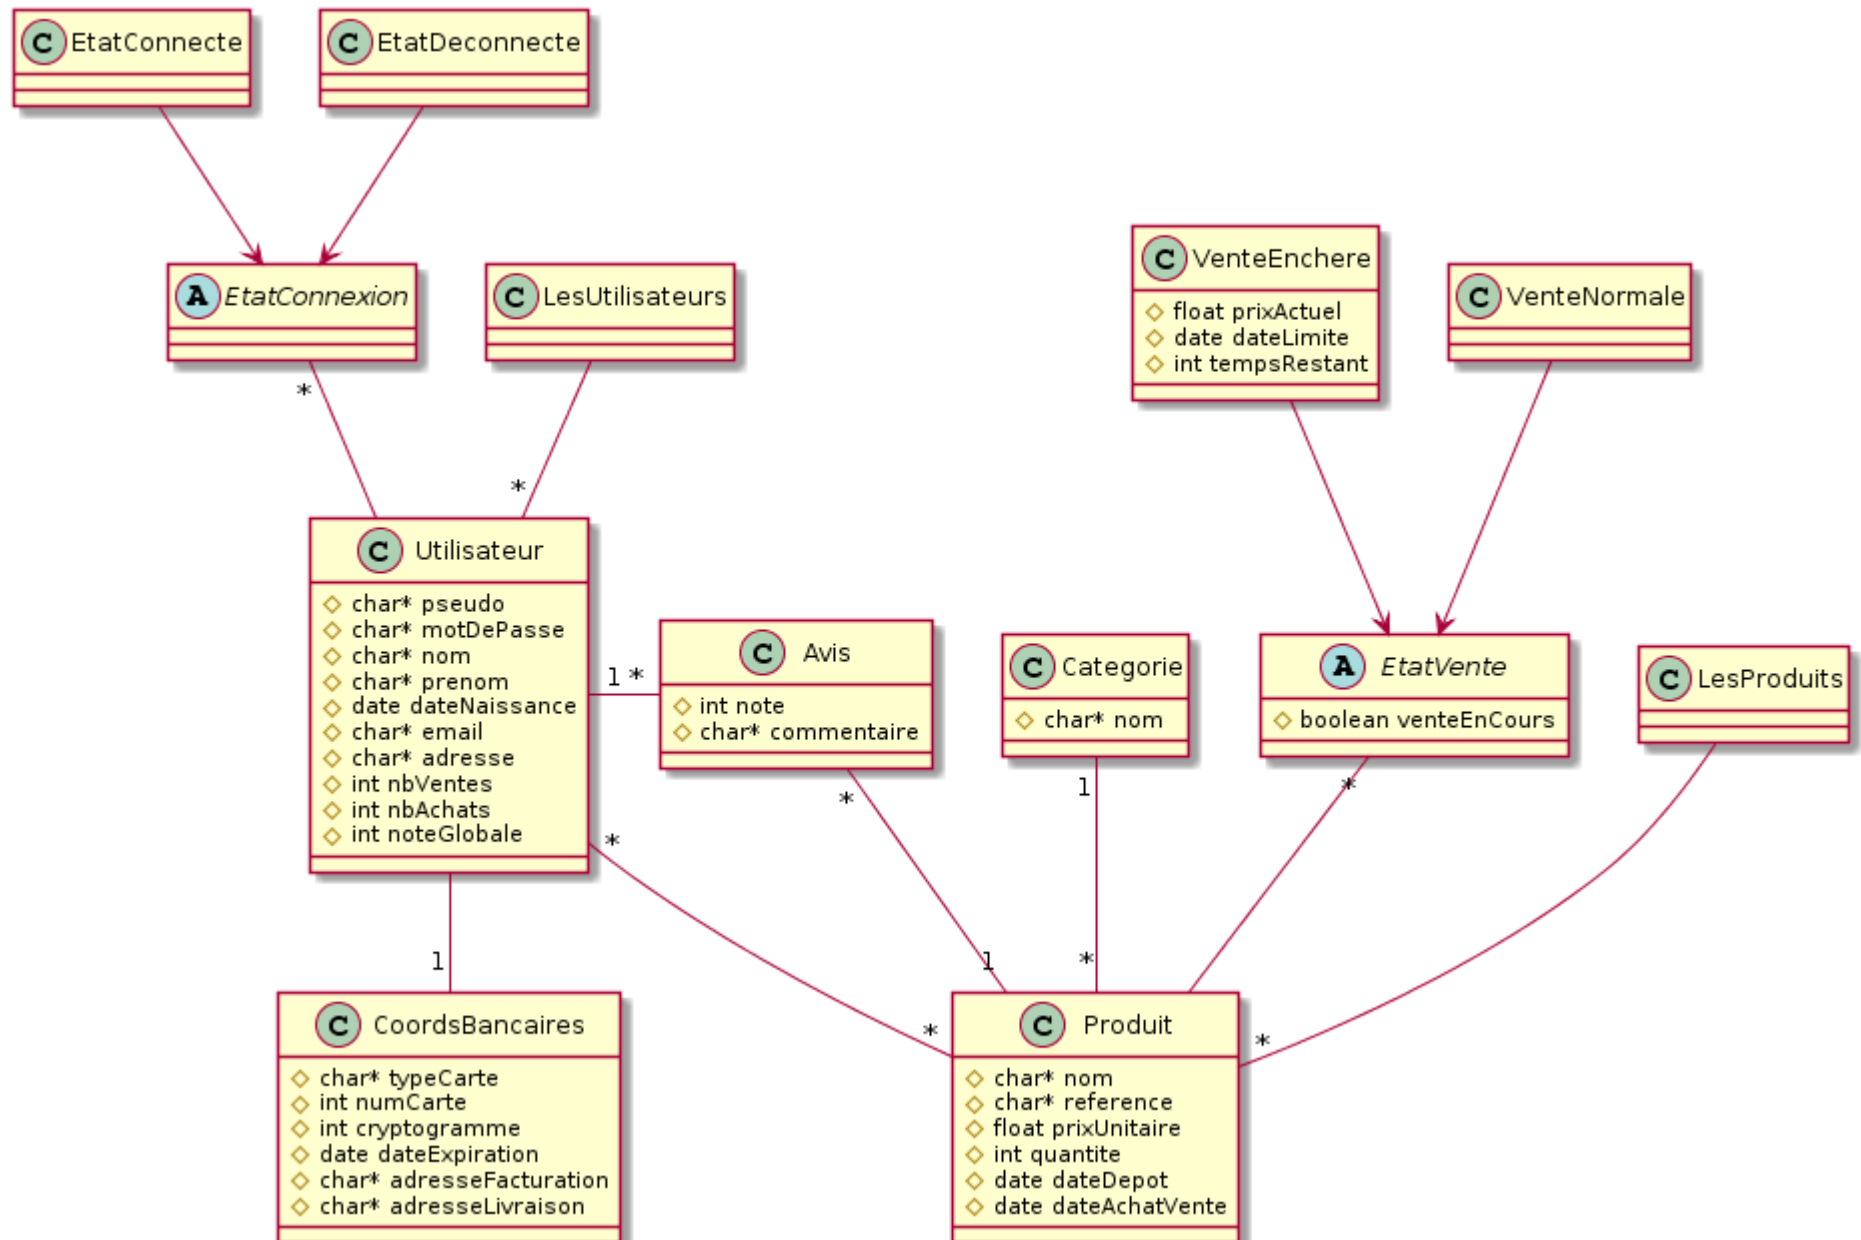 C EtatConnecte
C EtatDeconnecte
A EtatConnexion
*
C LesUtilisateurs
*
C VenteEnchere
float prixActuel
date dateLimite
int tempsRestant
C VenteNormale
C Utilisateur
char* pseudo
char* motDePasse
char* nom
char* prenom
date dateNaissance
char* email
char* adresse
int nbVentes
int nbAchats
int noteGlobale
1 *
C Avis
int note
char* commentaire
*
1
C Categorie
char* nom
1
*
A EtatVente
boolean venteEnCours
*
C LesProduits
*
*
*
1
C CoordsBancaires
char* typeCarte
int numCarte
int cryptogramme
date dateExpiration
char* adresseFacturation
char* adresseLivraison
C Produit
char* nom
char* reference
float prixUnitaire
int quantite
date dateDepot
date dateAchatVente